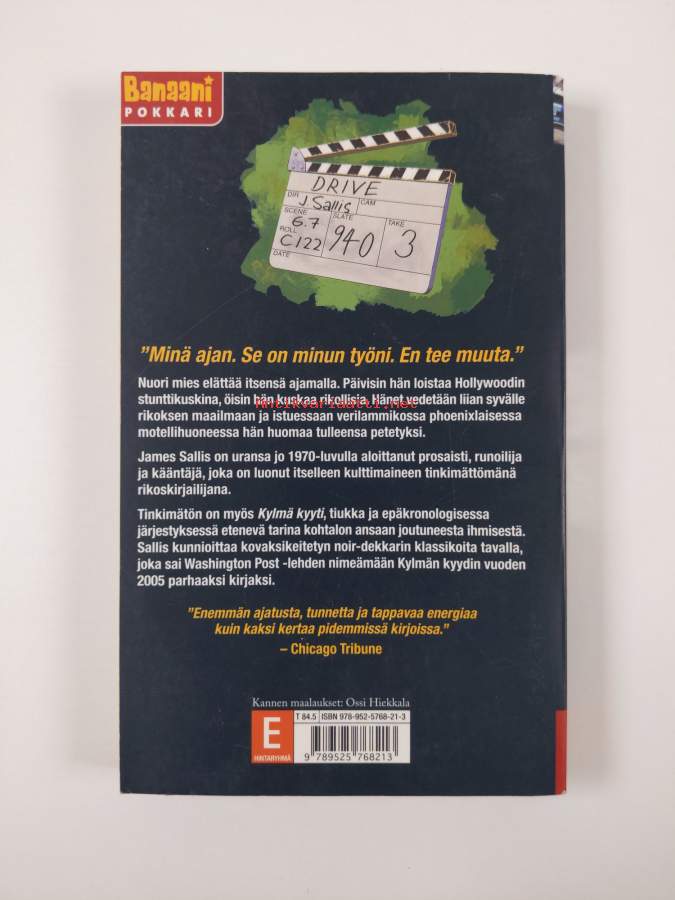 Banaani
POKKARI
DRIVE
DIR. J Sallis CAM
SCENE SLATE TAKE
6.7 940 3
ROLL
C122
DATE
"Minä ajan. Se on minun työni. En tee muuta."
Nuori mies elättää itsensä ajamalla. Päivisin hän loistaa Hollywoodin
stunttikuskina, öisin hän kuskaa rikollisia. Hänet vedetään liian syvälle
Antikvariaatti.net
rikoksen maailmaan ja istuessaan verilammikossa phoenixlaisessa
motellihuoneessa hän huomaa tulleensa petetyksi.
James Sallis on uransa jo 1970-luvulla aloittanut prosaisti, runoilija
ja kääntäjä, joka on luonut itselleen kulttimaineen tinkimättömänä
rikoskirjailijana.
Tinkimätön on myös Kylmä kyyti, tiukka ja epäkronologisessa
järjestyksessä etenevä tarina kohtalon ansaan joutuneesta ihmisestä.
Sallis kunnioittaa kovaksikeitetyn noir-dekkarin klassikoita tavalla,
joka sai Washington Post -lehden nimeämään Kylmän kyydin vuoden
2005 parhaaksi kirjaksi.
"Enemmän ajatusta, tunnetta ja tappavaa energiaa
kuin kaksi kertaa pidemmissä kirjoissa."
– Chicago Tribune
Kannen maalaukset: Ossi Hiekkala
E
HINTARYHMÄ
T 84.5 ISBN 978-952-5768-21-3
9 789525 768213